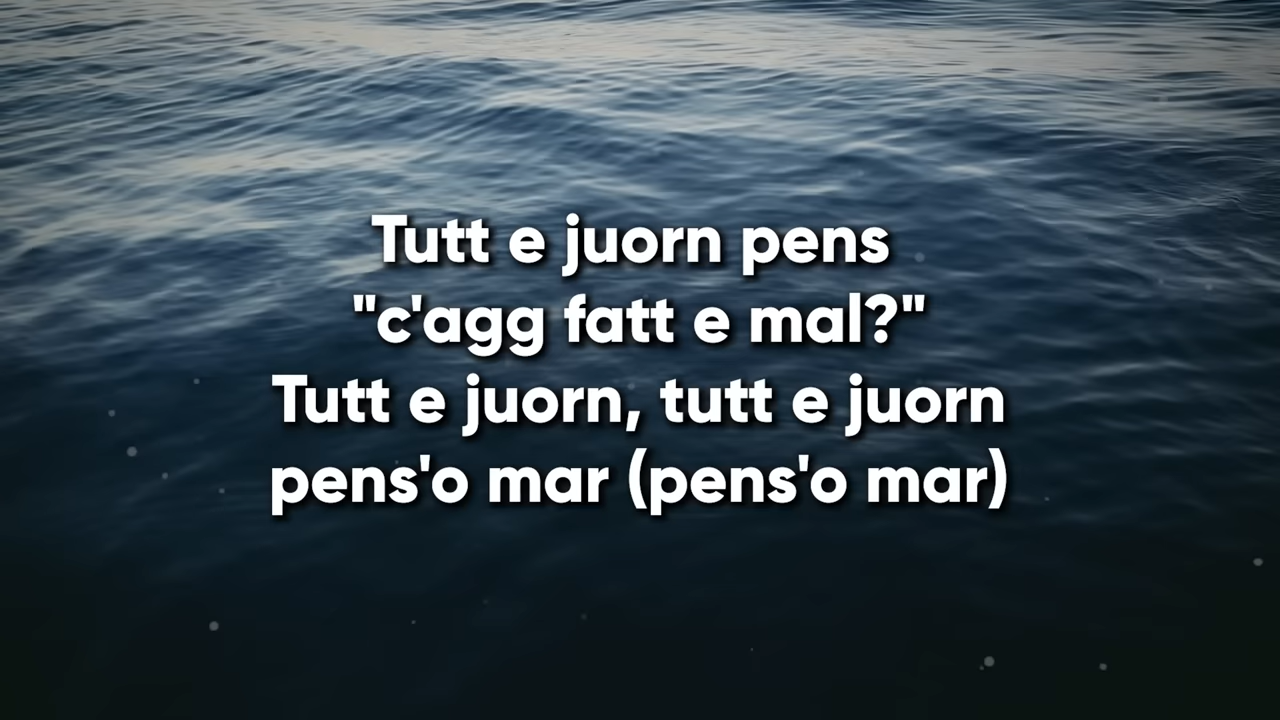 Tutt e juorn pens
"c'agg fatt e mal?"
Tutt e juorn, tutt e juorn
pens'o mar (pens'o mar)